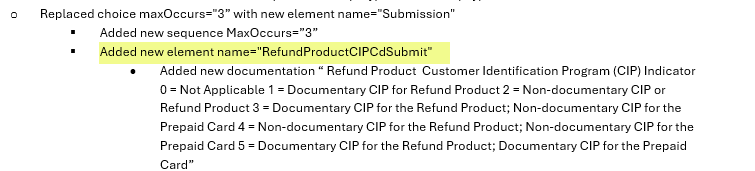 o Replaced choice maxOccurs="3" with new element name="Submission"
▪ Added new sequence MaxOccurs="3"
▪ Added new element name="RefundProductCIPCdSubmit"
• Added new documentation “ Refund Product Customer Identification Program (CIP) Indicator
0 = Not Applicable 1 = Documentary CIP for Refund Product 2 = Non-documentary CIP or
Refund Product 3 = Documentary CIP for the Refund Product; Non-documentary CIP for the
Prepaid Card 4 = Non-documentary CIP for the Refund Product; Non-documentary CIP for the
Prepaid Card 5 = Documentary CIP for the Refund Product; Documentary CIP for the Prepaid
Card”